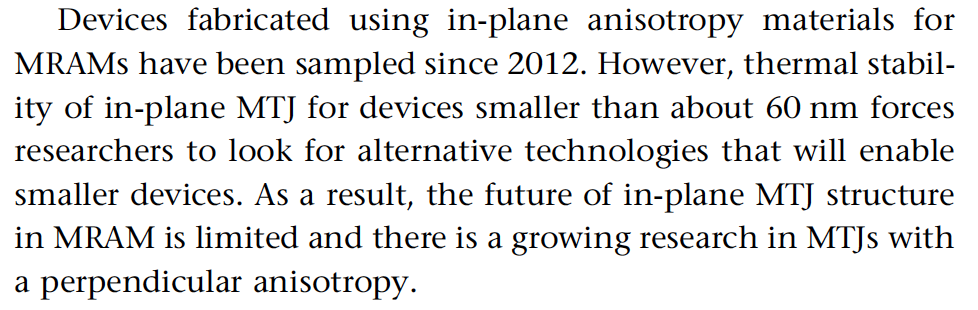 Devices fabricated using in-plane anisotropy materials for
MRAMs have been sampled since 2012. However, thermal stabil-
ity of in-plane MTJ for devices smaller than about 60 nm forces
researchers to look for alternative technologies that will enable
smaller devices. As a result, the future of in-plane MTJ structure
in MRAM is limited and there is a growing research in MTJs with
a perpendicular anisotropy.